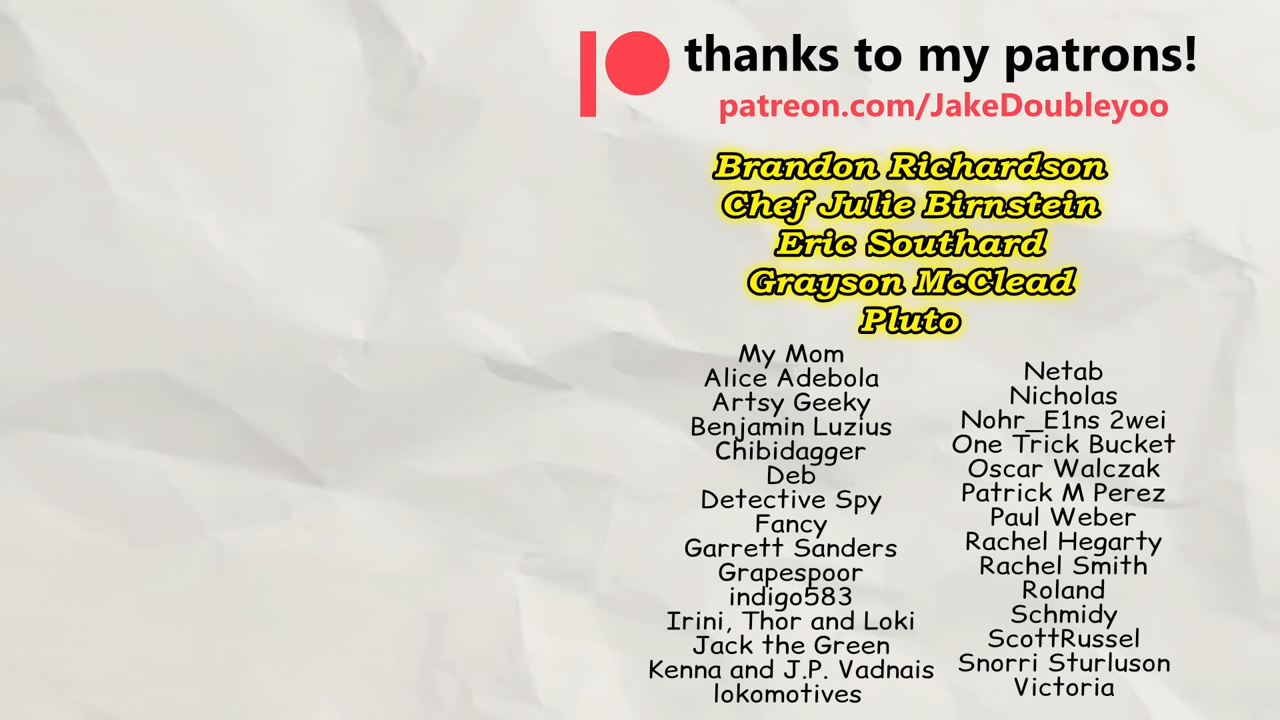 thanks to my patrons!
patreon.com/JakeDoubleyoo
Brandon Richardson
Chef Julie Birnstein
Eric Southard
Grayson McClead
Pluto
My Mom
Alice Adebola
Artsy Geeky
Benjamin Luzius
Chibidagger
Deb
Detective Spy
Fancy
Garrett Sanders
Grapespoor
indigo583
Irini, Thor and Loki
Jack the Green
Kenna and J.P. Vadnais
lokomotives
Netab
Nicholas
Nohr_E1ns 2wei
One Trick Bucket
Oscar Walczak
Patrick M Perez
Paul Weber
Rachel Hegarty
Rachel Smith
Roland
Schmidy
ScottRussel
Snorri Sturluson
Victoria